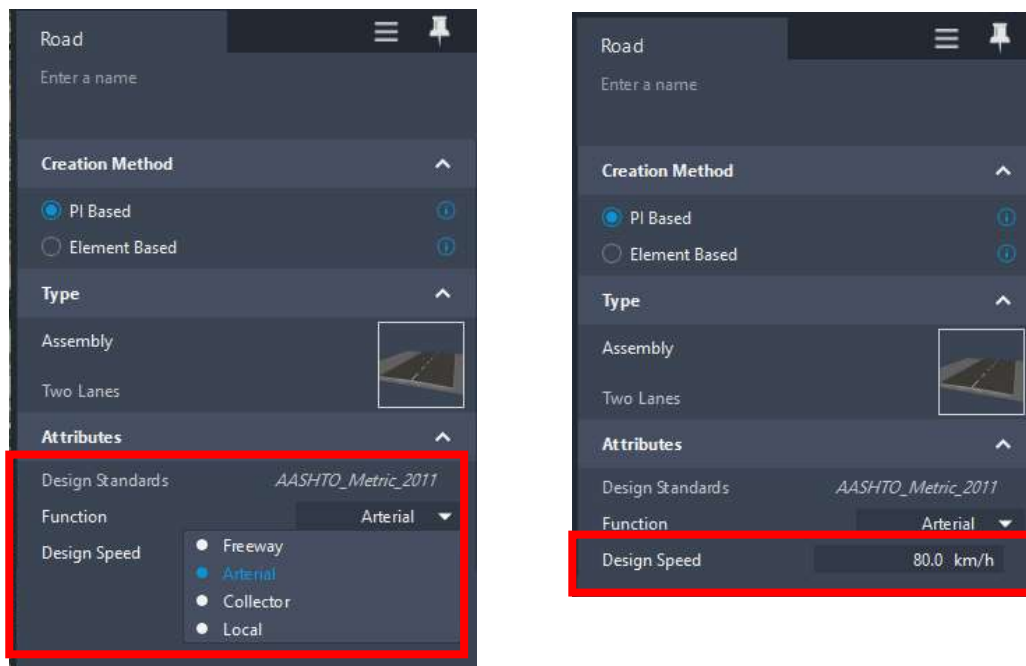 Road
Enter a name
Creation Method
PI Based
Element Based
Type
Assembly
Two Lanes
Attributes
Design Standards AASHTO_Metric_2011
Function Arterial
Design Speed
Freeway
Arterial
Collector
Local
Road
Enter a name
Creation Method
PI Based
Element Based
Type
Assembly
Two Lanes
Attributes
Design Standards AASHTO_Metric_2011
Function Arterial
Design Speed 80.0 km/h